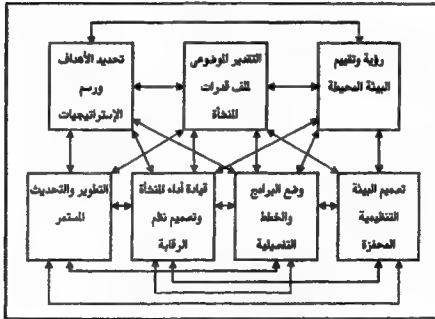 رؤية وتقييم
البيئة المحيطة
التقدير الموضوعى
لملف قدرات
المنشأة
تحديد الأهداف
ورسم
الإستراتيجيات
تصميم البيئة
التنظيمية
المحفزة
وضع البرامج
والخطط
التفصيلية
قيادة أداء المنشأة
وتصميم نظم
الرقابة
التطوير والتحديث
المستمر